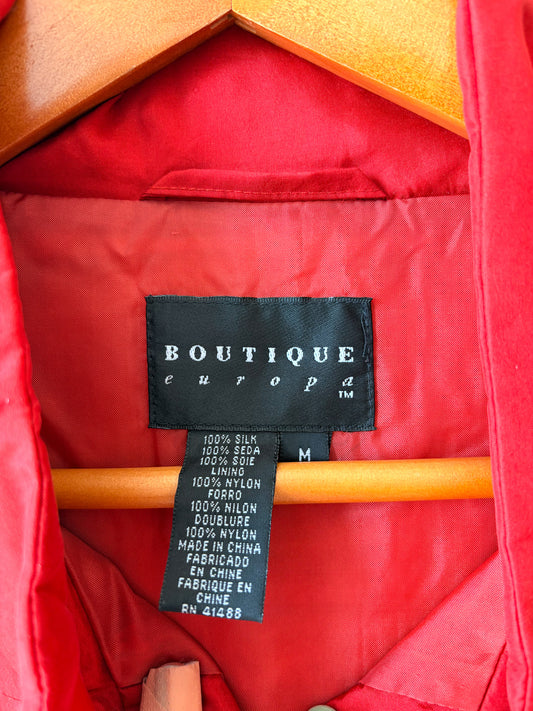 BOUTIQUE
europa
TM
M
100% SILK
100% SEDA
100% SOIE
LINING
100% NYLON
FORRO
100% NILON
DOUBLURE
100% NYLON
MADE IN CHINA
FABRICADO
EN CHINE
FABRIQUE EN
CHINE
RN 41488